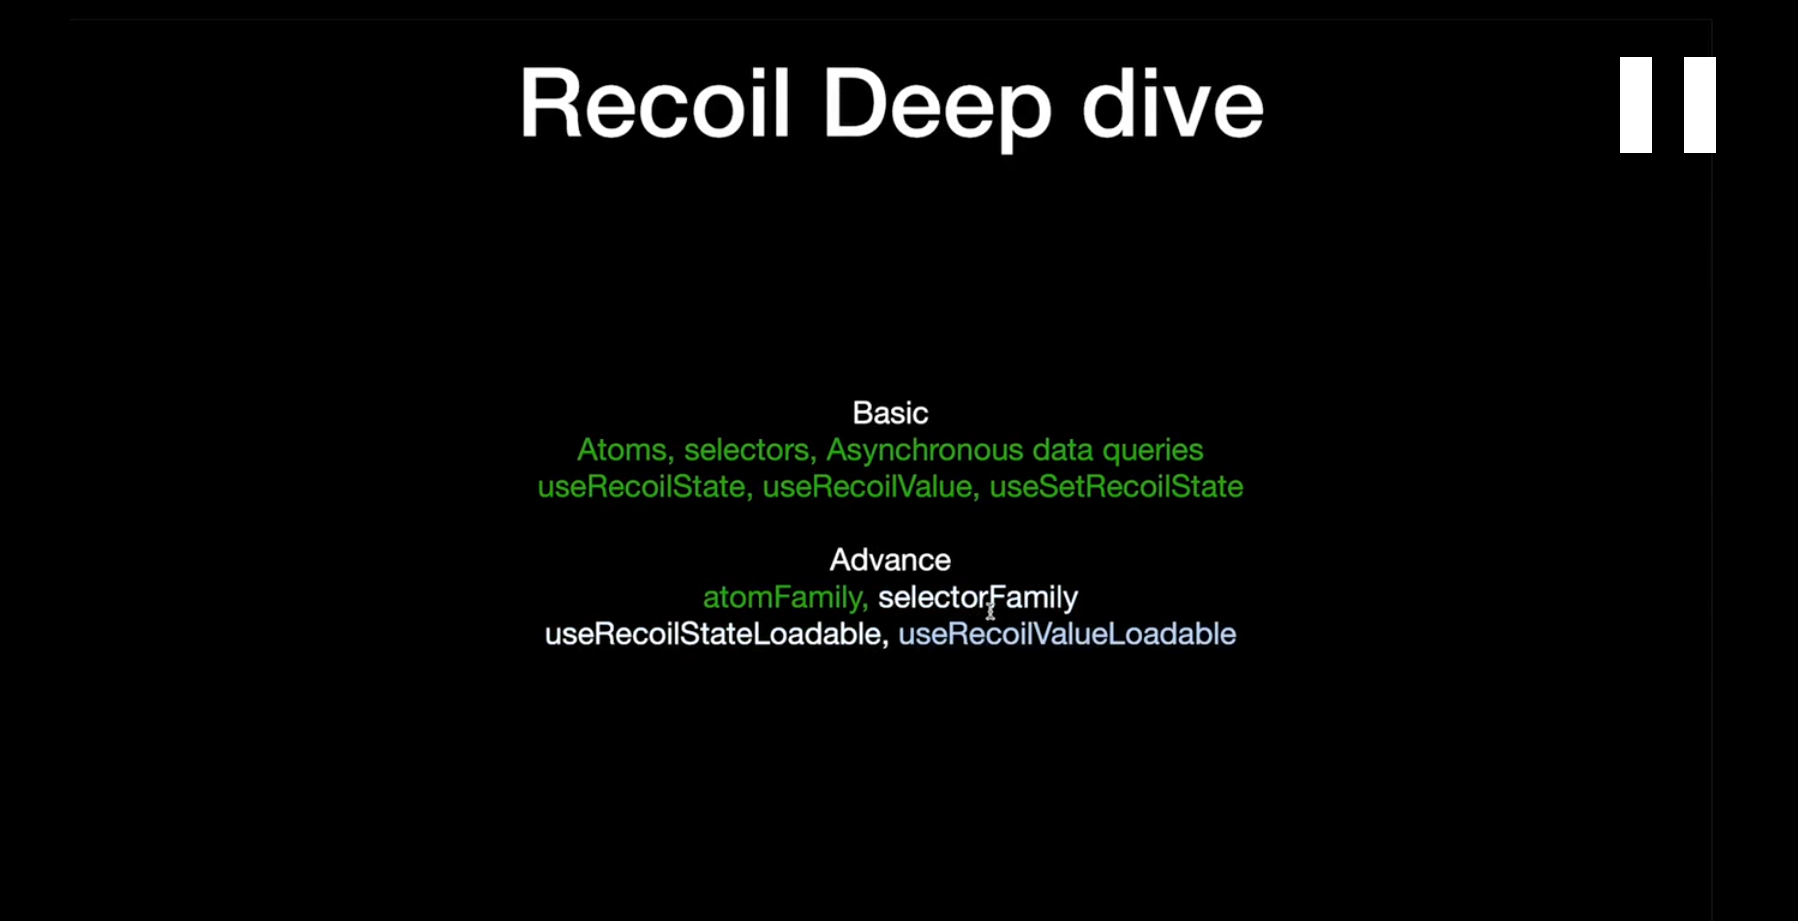 Recoil Deep dive
Basic
Atoms, selectors, Asynchronous data queries
useRecoilState, useRecoilValue, useSetRecoilState
Advance
atomFamily, selectorFamily
useRecoilStateLoadable, useRecoilValueLoadable